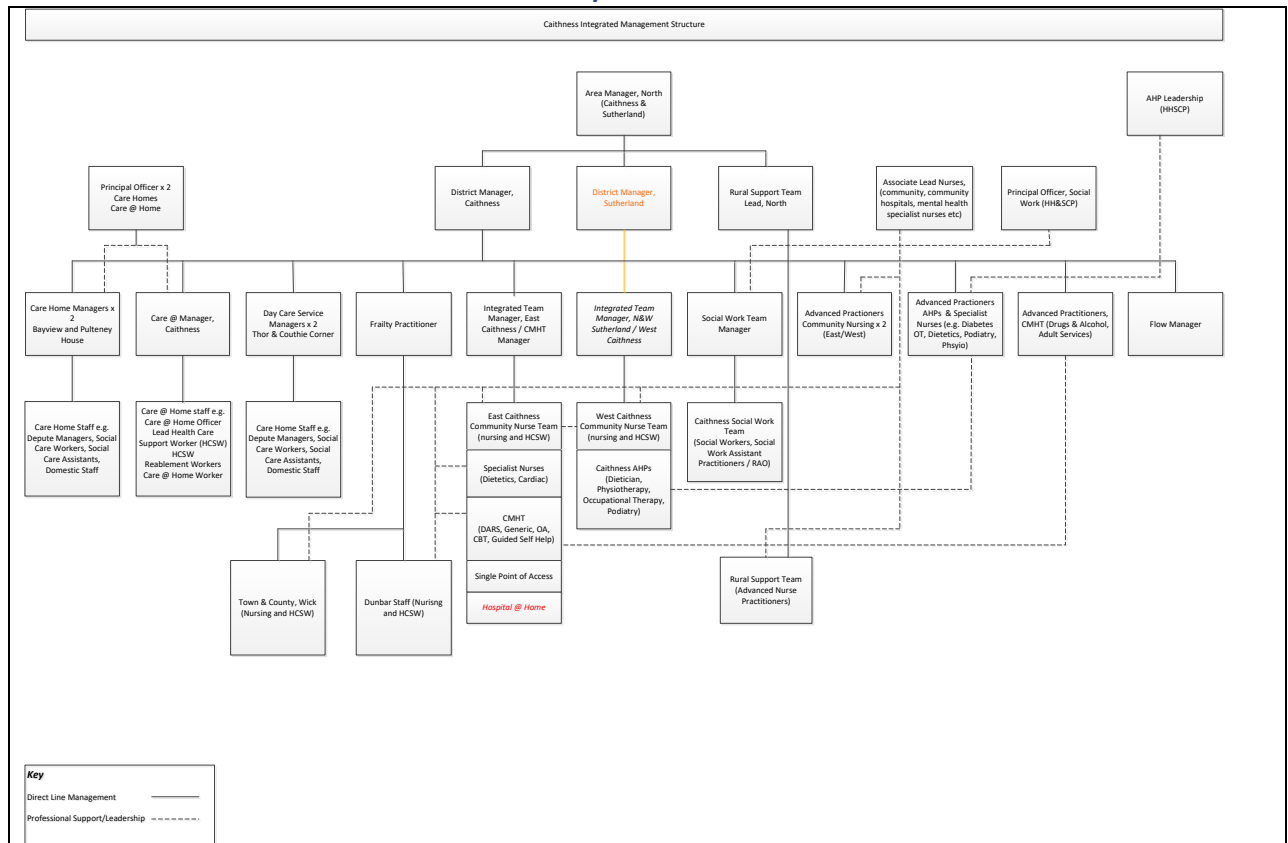 Caithness Integrated Management Structure
Area Manager, North
(Caithness &
Sutherland)
AHP Leadership
(HHSCP)
Principal Officer x 2
Care Homes
Care @ Home
District Manager,
Caithness
District Manager,
Sutherland
Rural Support Team
Lead, North
Associate Lead Nurses,
(community, community
hospitals, mental health
specialist nurses etc)
Principal Officer, Social
Work (HH&SCP)
Care Home Managers x
2
Bayview and Pulteney
House
Care @ Manager,
Caithness
Day Care Service
Managers x 2
Thor & Couthie Corner
Frailty Practitioner
Integrated Team
Manager, East
Caithness / CMHT
Manager
Integrated Team
Manager, N&W
Sutherland / West
Caithness
Social Work Team
Manager
Advanced Practioners
Community Nursing x 2
(East/West)
Advanced Practioners
AHPs & Specialist
Nurses (e.g. Diabetes
OT, Dietetics, Podiatry,
Phsyio)
Advanced Practitioners,
CMHT (Drugs & Alcohol,
Adult Services)
Flow Manager
Care Home Staff e.g.
Depute Managers, Social
Care Workers, Social
Care Assistants,
Domestic Staff
Care @ Home staff e.g.
Care @ Home Officer
Lead Health Care
Support Worker (HCSW)
HCSW
Reablement Workers
Care @ Home Worker
Care Home Staff e.g.
Depute Managers, Social
Care Workers, Social
Care Assistants,
Domestic Staff
East Caithness
Community Nurse Team
(nursing and HCSW)
Specialist Nurses
(Dietetics, Cardiac)
CMHT
(DARS, Generic, OA,
CBT, Guided Self Help)
Single Point of Access
Hospital @ Home
West Caithness
Community Nurse Team
(nursing and HCSW)
Caithness AHPs
(Dietician,
Physiotherapy,
Occupational Therapy,
Podiatry)
Caithness Social Work
Team
(Social Workers, Social
Work Assistant
Practitioners / RAO)
Town & County, Wick
(Nursing and HCSW)
Dunbar Staff (Nurisng
and HCSW)
Rural Support Team
(Advanced Nurse
Practitioners)
Key
Direct Line Management
Professional Support/Leadership